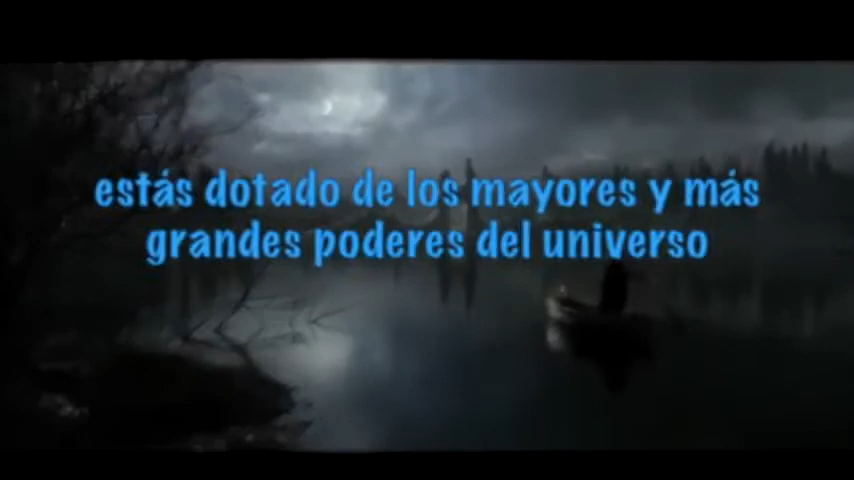 estás dotado de los mayores y más
grandes poderes del universo